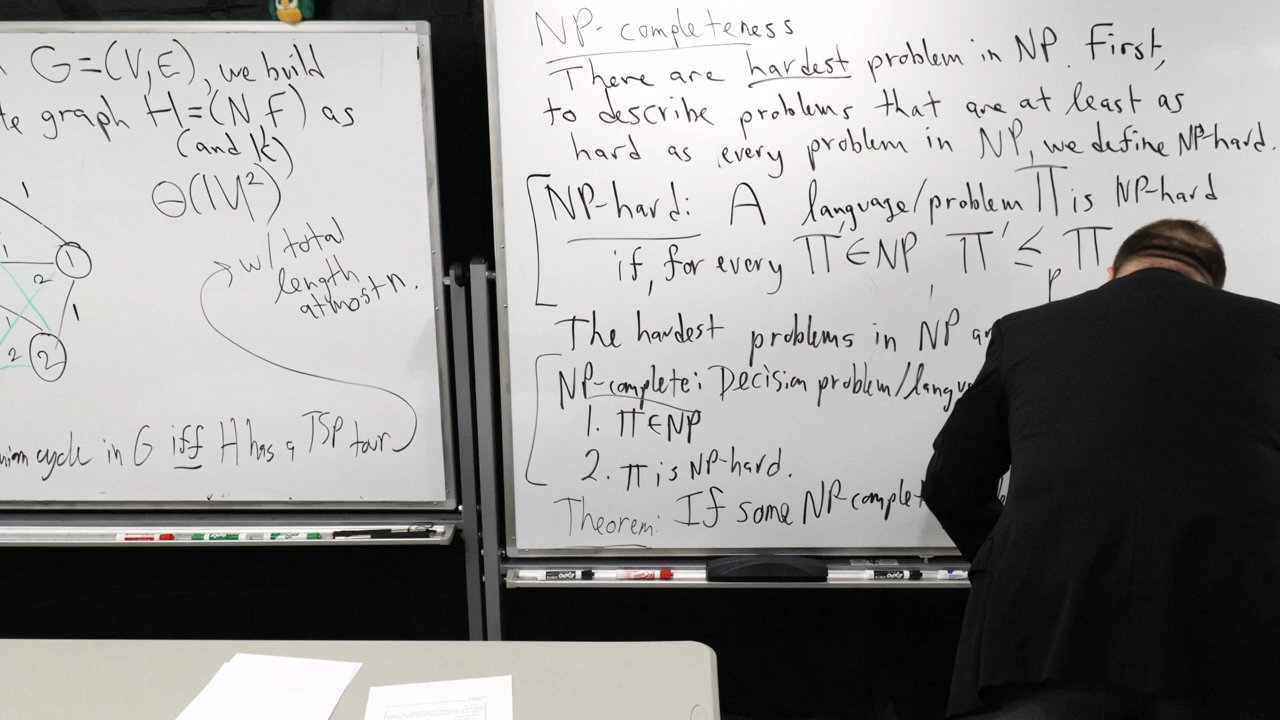 G=(V,E), we build
te graph H=(N,F) as
(and k)
Θ(|V|²)
w/ total
length
at most n.
1
1
1
2
1
1
2
2
cycle in G iff H has a TSP tour
NP-completeness
There are hardest problem in NP. First,
to describe problems that are at least as
hard as every problem in NP, we define NP-hard.
NP-hard: A language/problem Π is NP-hard
if, for every Π'∈NP, Π' ≤p Π
The hardest problems in NP
NP-complete: Decision problem/langu
1. Π∈NP
2. Π is NP-hard.
Theorem: If some NP-complet